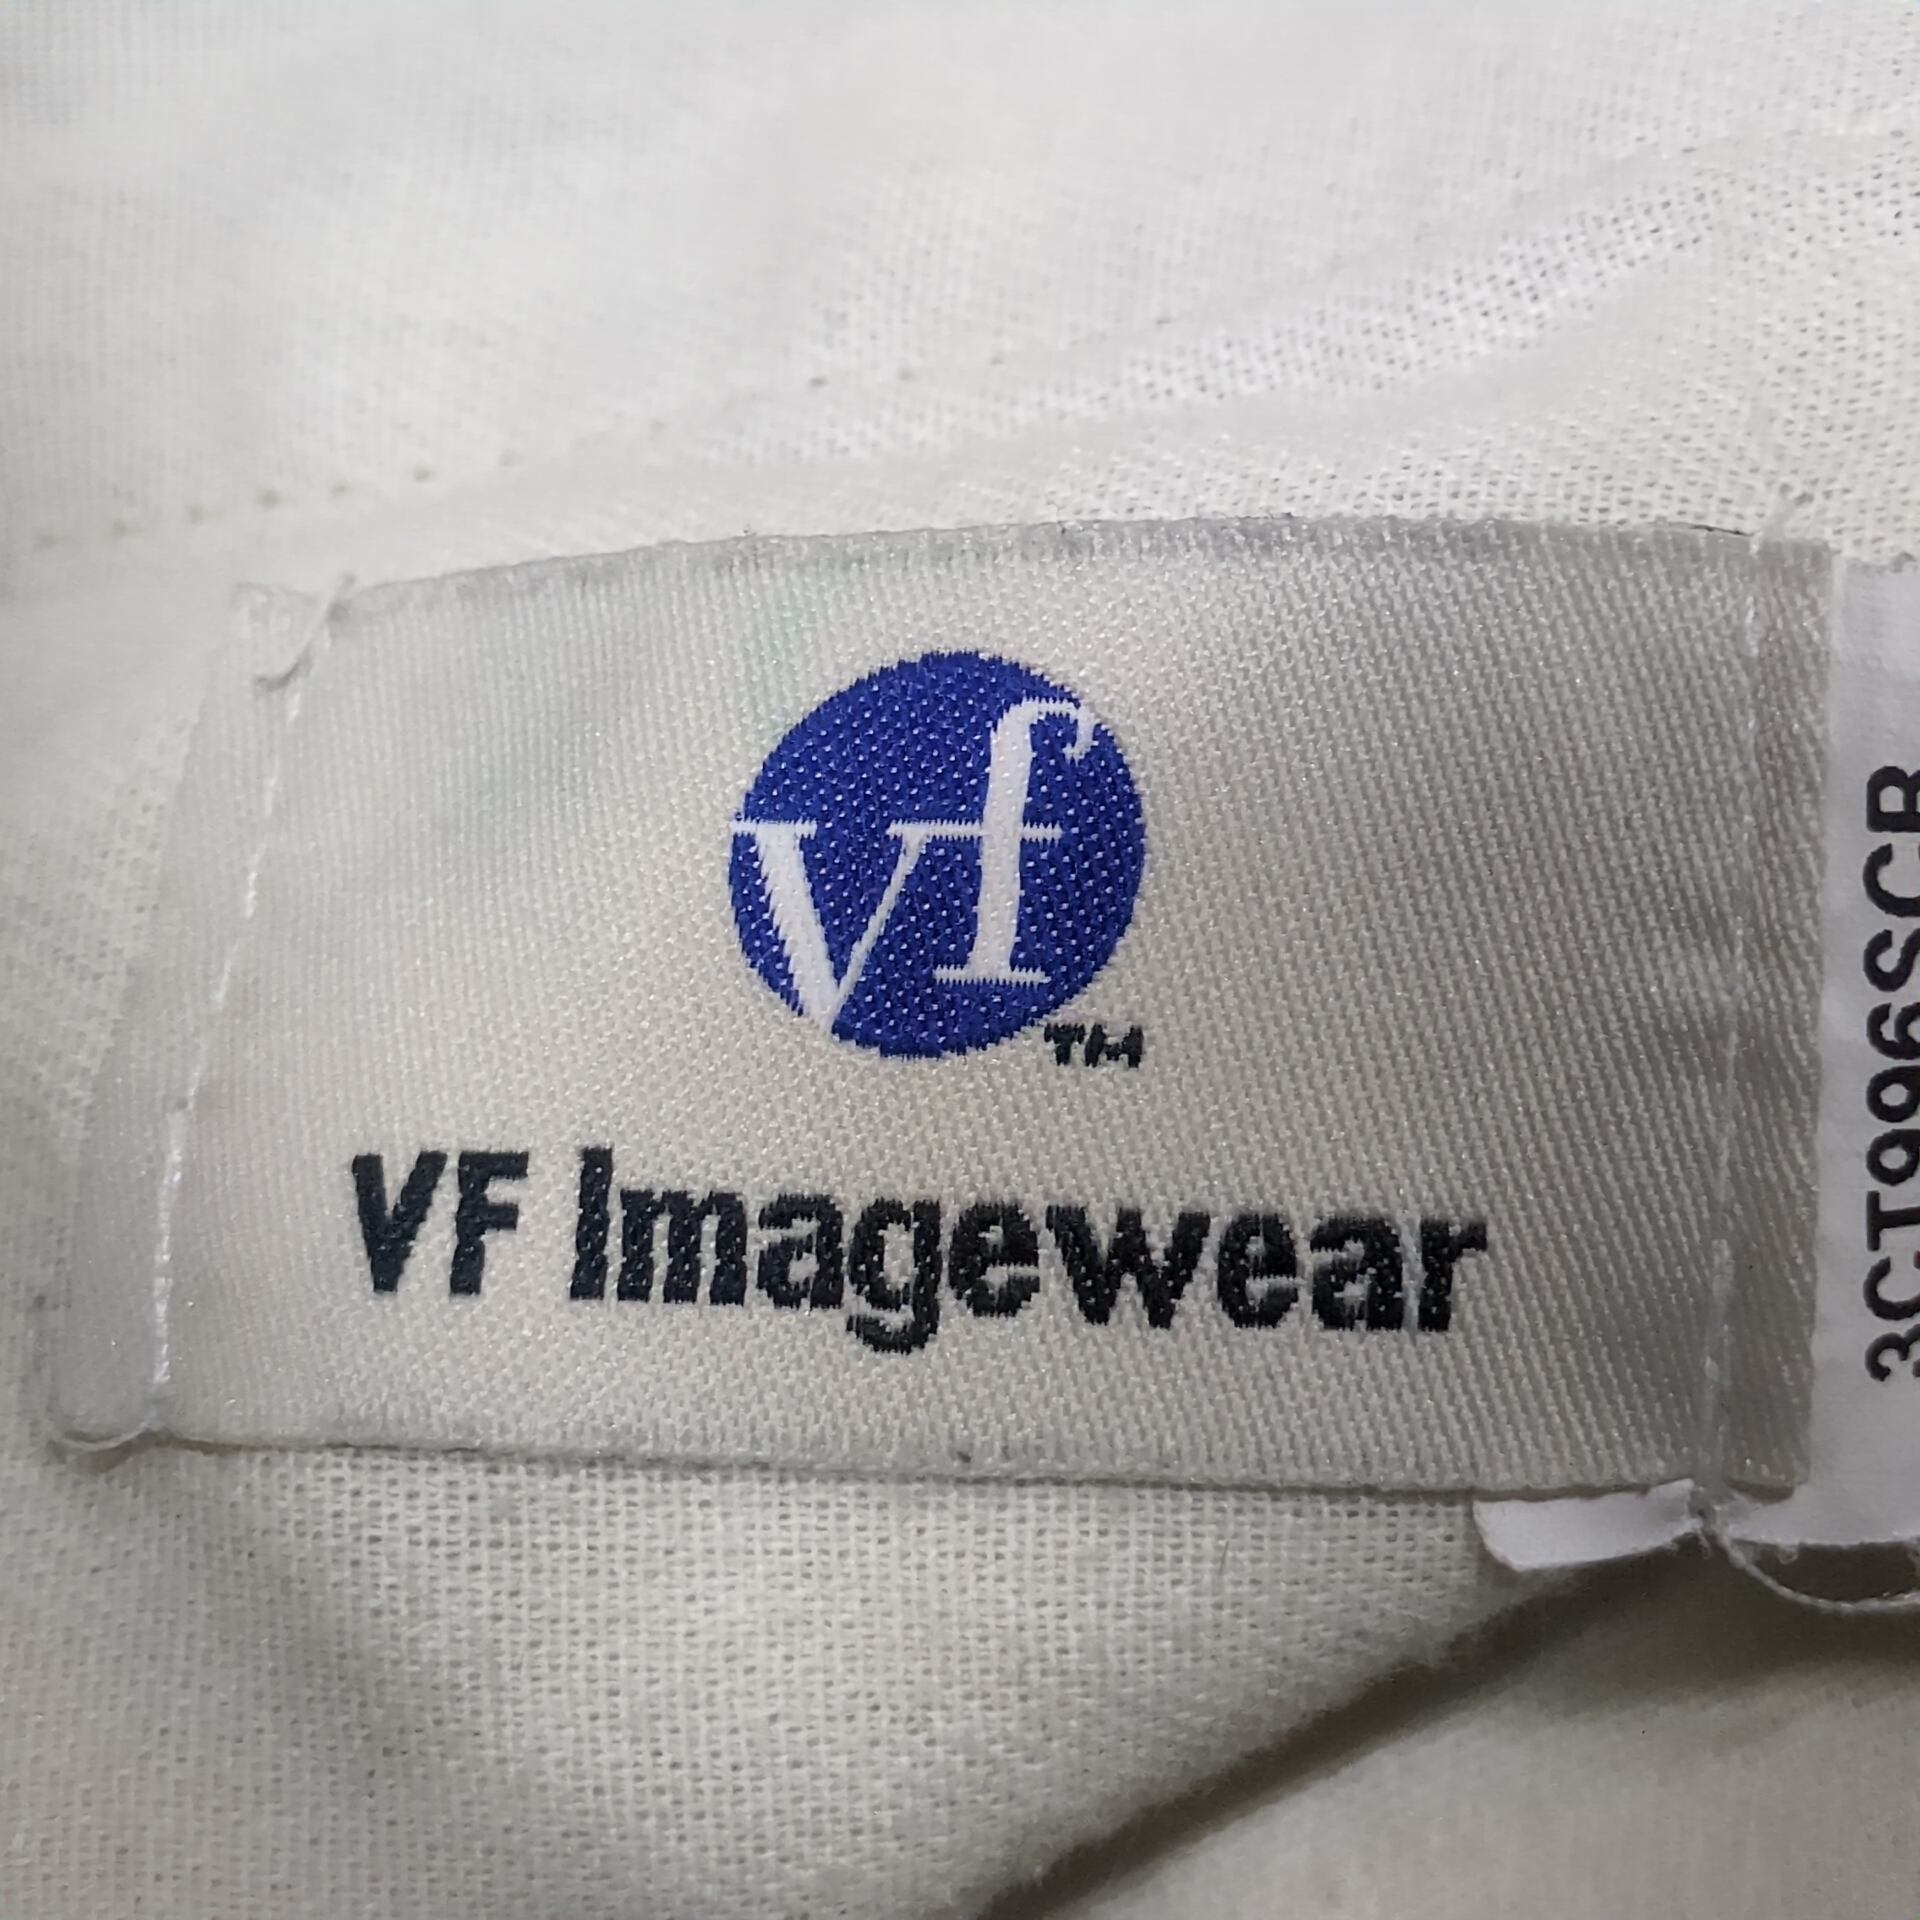 vf
TM
VF Imagewear
3CT996SCB